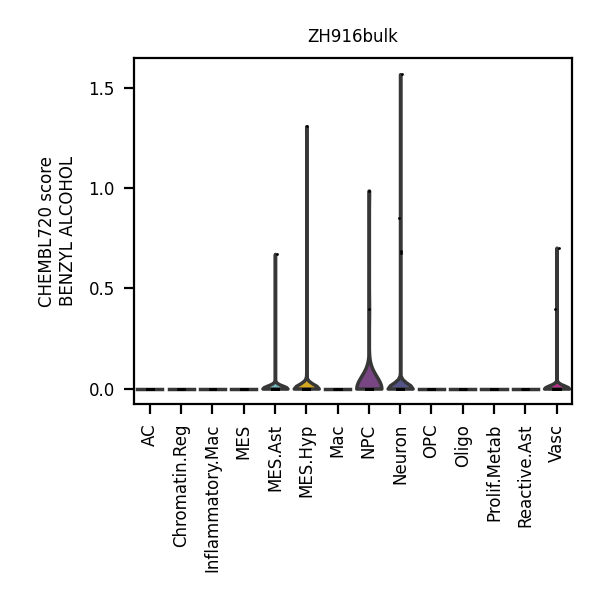 ZH916bulk
CHEMBL720 score
BENZYL ALCOHOL
1.5
1.0
0.5
0.0
AC
Chromatin.Reg
Inflammatory.Mac
MES
MES.Ast
MES.Hyp
Mac
NPC
Neuron
OPC
Oligo
Prolif.Metab
Reactive.Ast
Vasc